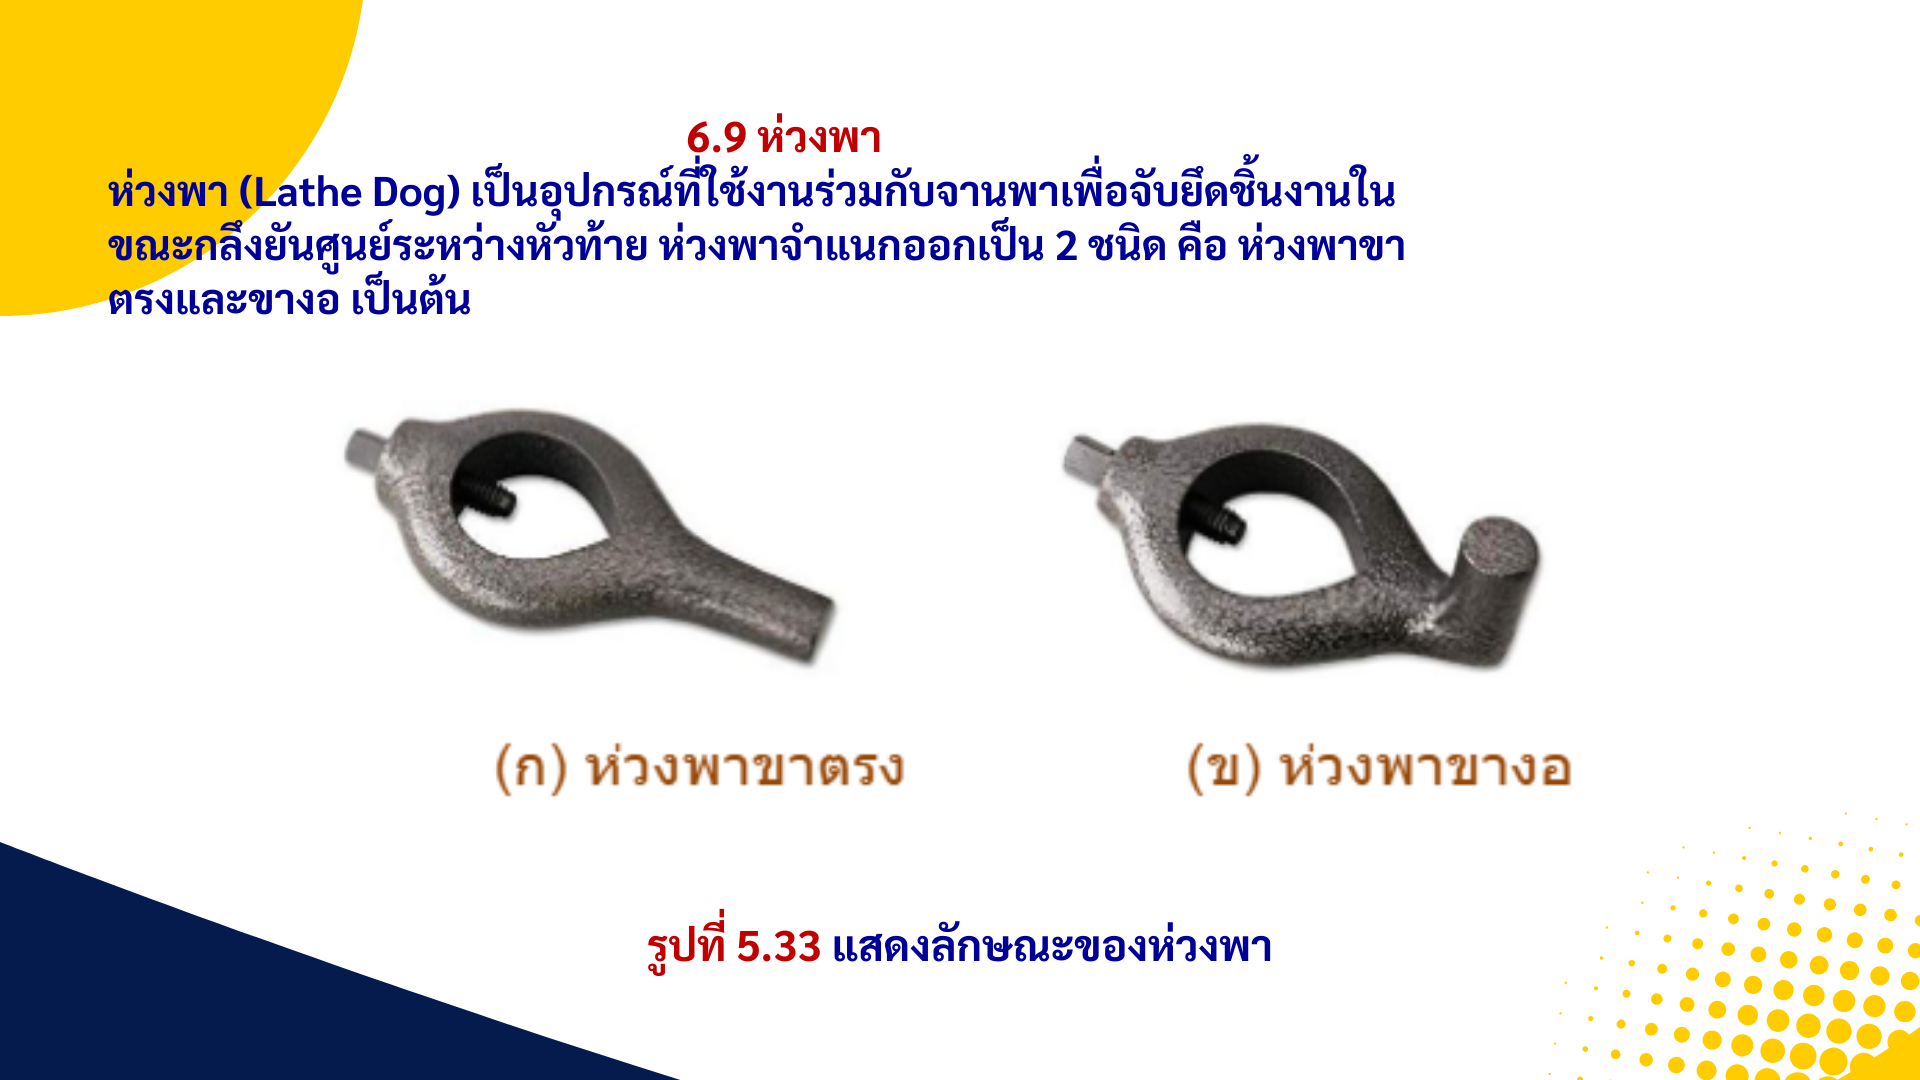 6.9 ห่วงพา
ห่วงพา (Lathe Dog) เป็นอุปกรณ์ที่ใช้งานร่วมกับจานพาเพื่อจับยึดชิ้นงานใน
ขณะกลึงยันศูนย์ระหว่างหัวท้าย ห่วงพาจำแนกออกเป็น 2 ชนิด คือ ห่วงพาขา
ตรงและขางอ เป็นต้น
(ก) ห่วงพาขาตรง
(ข) ห่วงพาขางอ
รูปที่ 5.33 แสดงลักษณะของห่วงพา